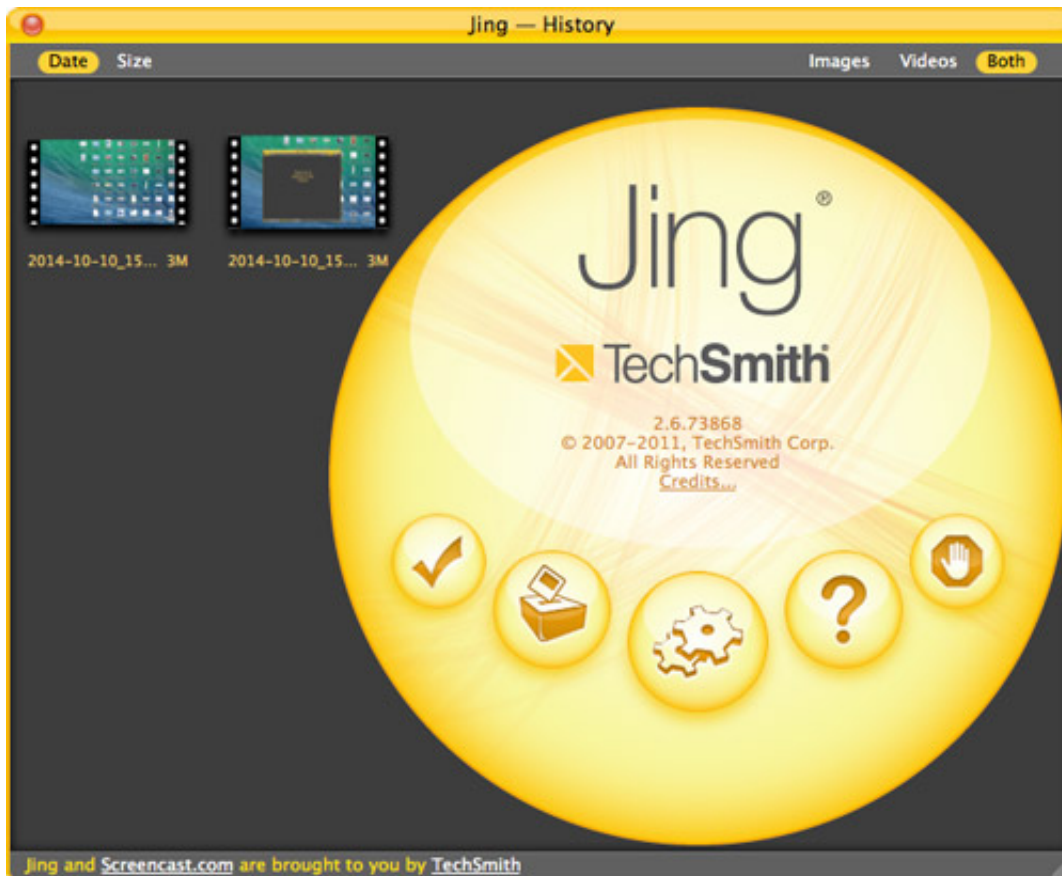 Jing — History
Date Size Images Videos Both
2014-10-10_15... 3M 2014-10-10_15... 3M
Jing®
TechSmith®
2.6.73868
© 2007-2011, TechSmith Corp.
All Rights Reserved
Credits...
Jing and Screencast.com are brought to you by TechSmith